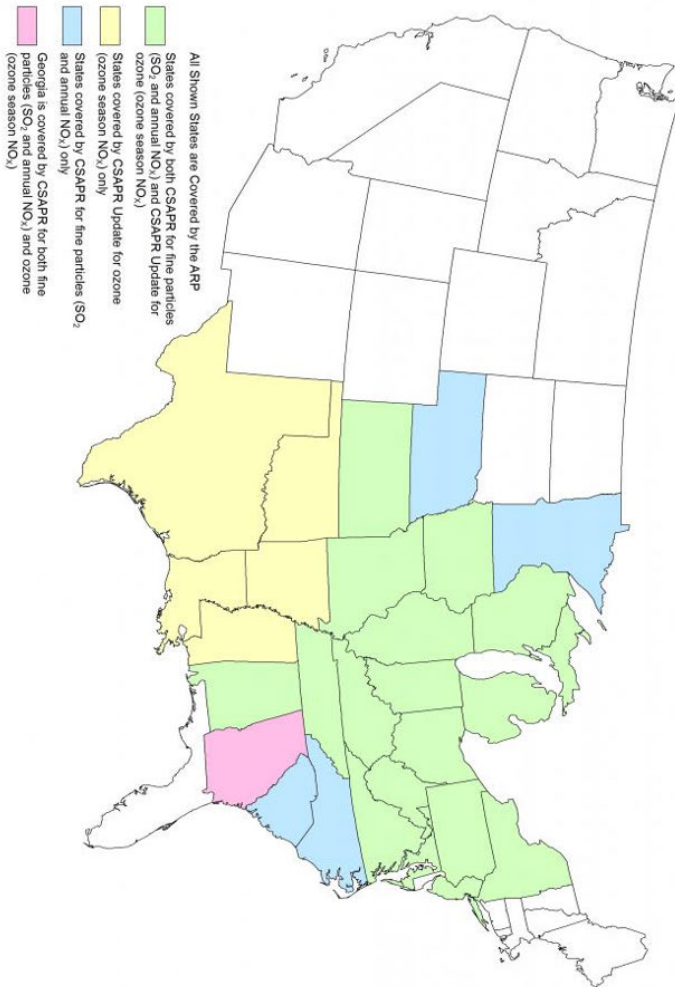 All Shown States are Covered by the ARP
States covered by both CSAPR for fine particles
(SO₂ and annual NOₓ) and CSAPR Update for
ozone (ozone season NOₓ)
States covered by CSAPR Update for ozone
(ozone season NOₓ) only
States covered by CSAPR for fine particles (SO₂
and annual NOₓ) only
Georgia is covered by CSAPR for both fine
particles (SO₂ and annual NOₓ) and ozone
(ozone season NOₓ)